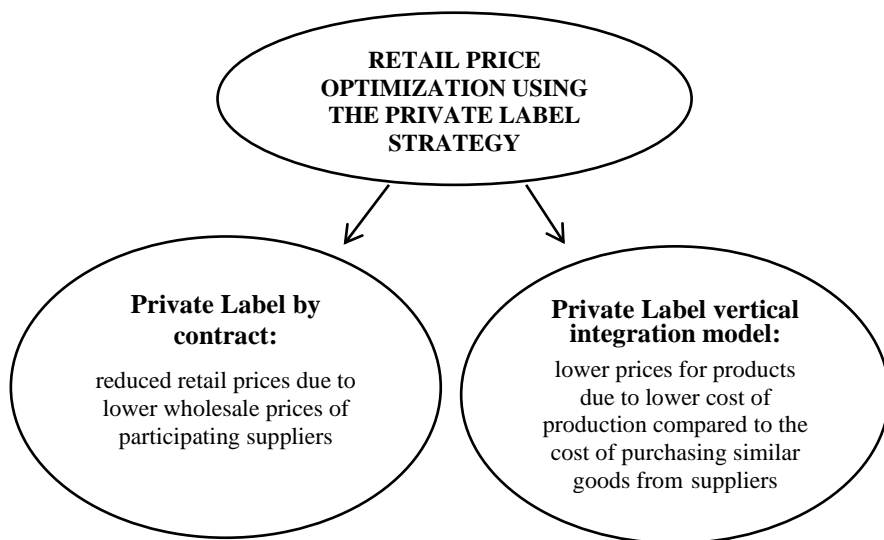 RETAIL PRICE
OPTIMIZATION USING
THE PRIVATE LABEL
STRATEGY
Private Label by
contract:
reduced retail prices due to
lower wholesale prices of
participating suppliers
Private Label vertical
integration model:
lower prices for products
due to lower cost of
production compared to the
cost of purchasing similar
goods from suppliers